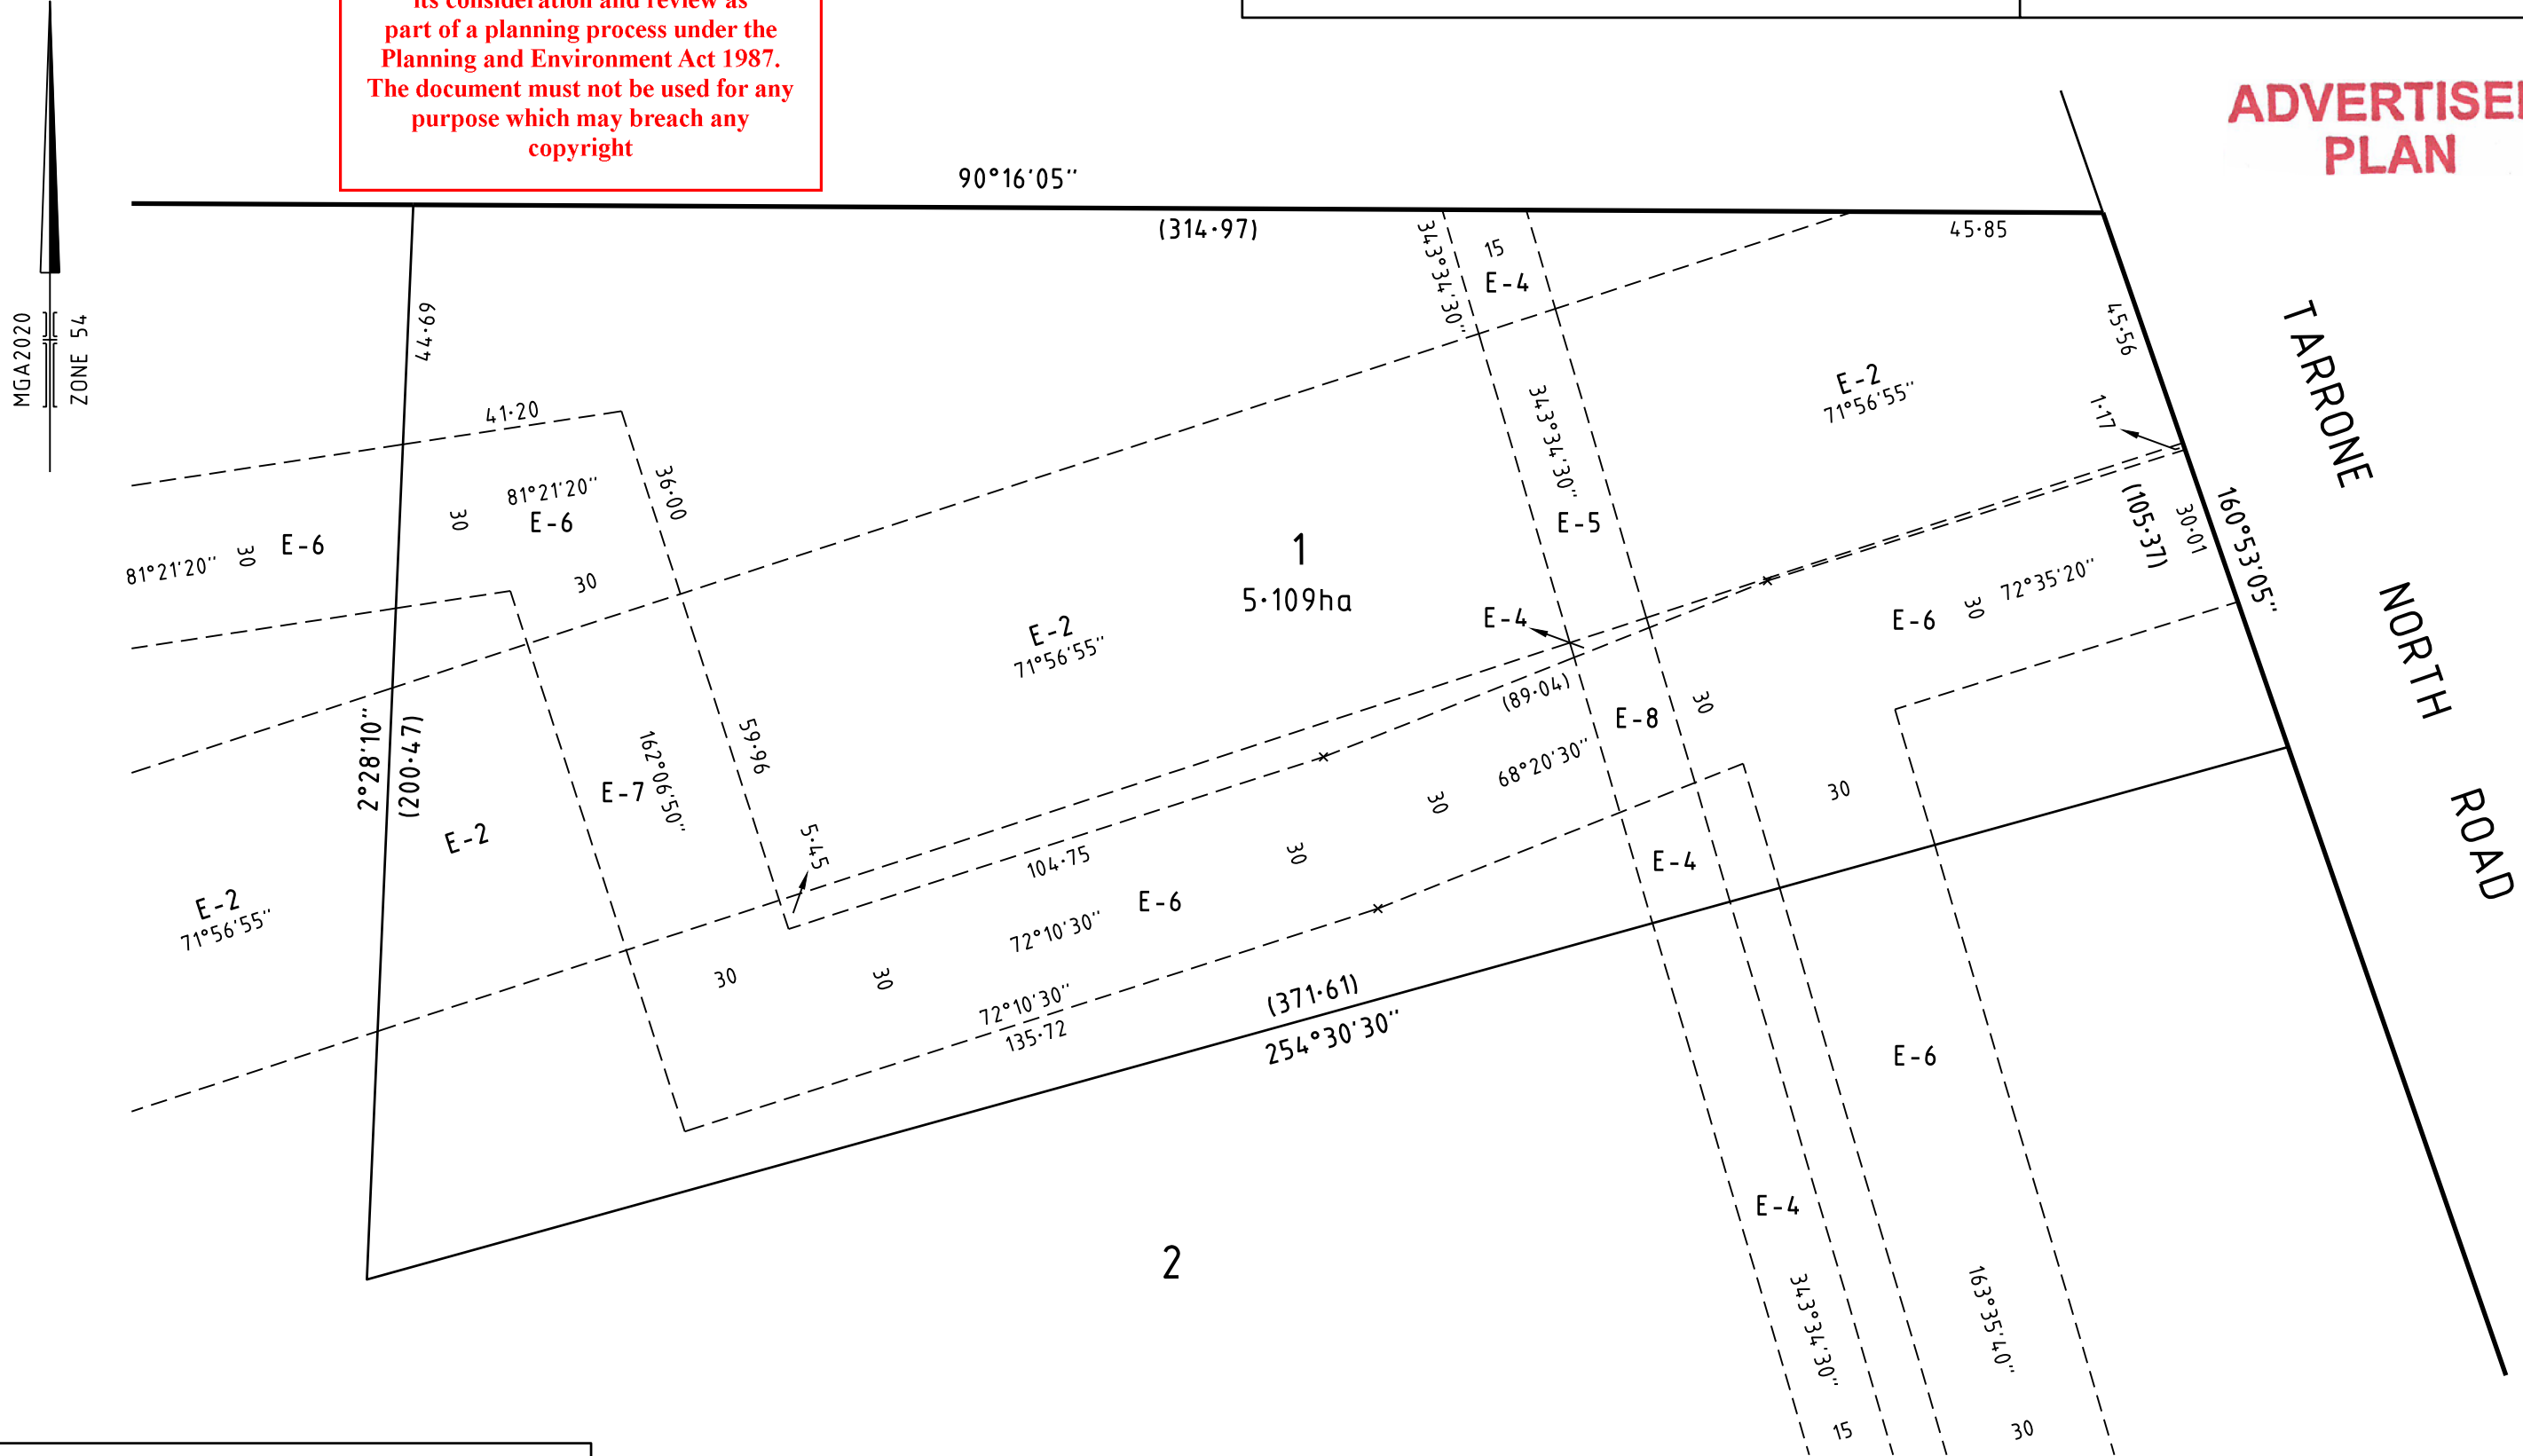 its consideration and review as
part of a planning process under the
Planning and Environment Act 1987.
The document must not be used for any
purpose which may breach any
copyright
ADVERTISED
PLAN
MGA2020
ZONE 54
90°16'05"
(314·97)
45·85
343°34'30"
15
E-4
44·69
45·56
TARRONE NORTH ROAD
41·20
36·00
343°34'30"
E-2
71°56'55"
1·17
81°21'20"
E-6
30
30
E-5
30·01
(105·37)
160°53'05"
81°21'20"
30
E-6
1
5·109ha
E-4
E-6
30
72°35'20"
E-2
71°56'55"
(89·04)
E-8
30
2°28'10"
(200·47)
E-7
162°06'50"
59·96
68°20'30"
30
30
E-2
5·45
104·75
30
E-4
E-2
71°56'55"
72°10'30"
E-6
30
30
72°10'30"
135·72
(371·61)
254°30'30"
E-6
2
E-4
343°34'30"
163°35'40"
15
30